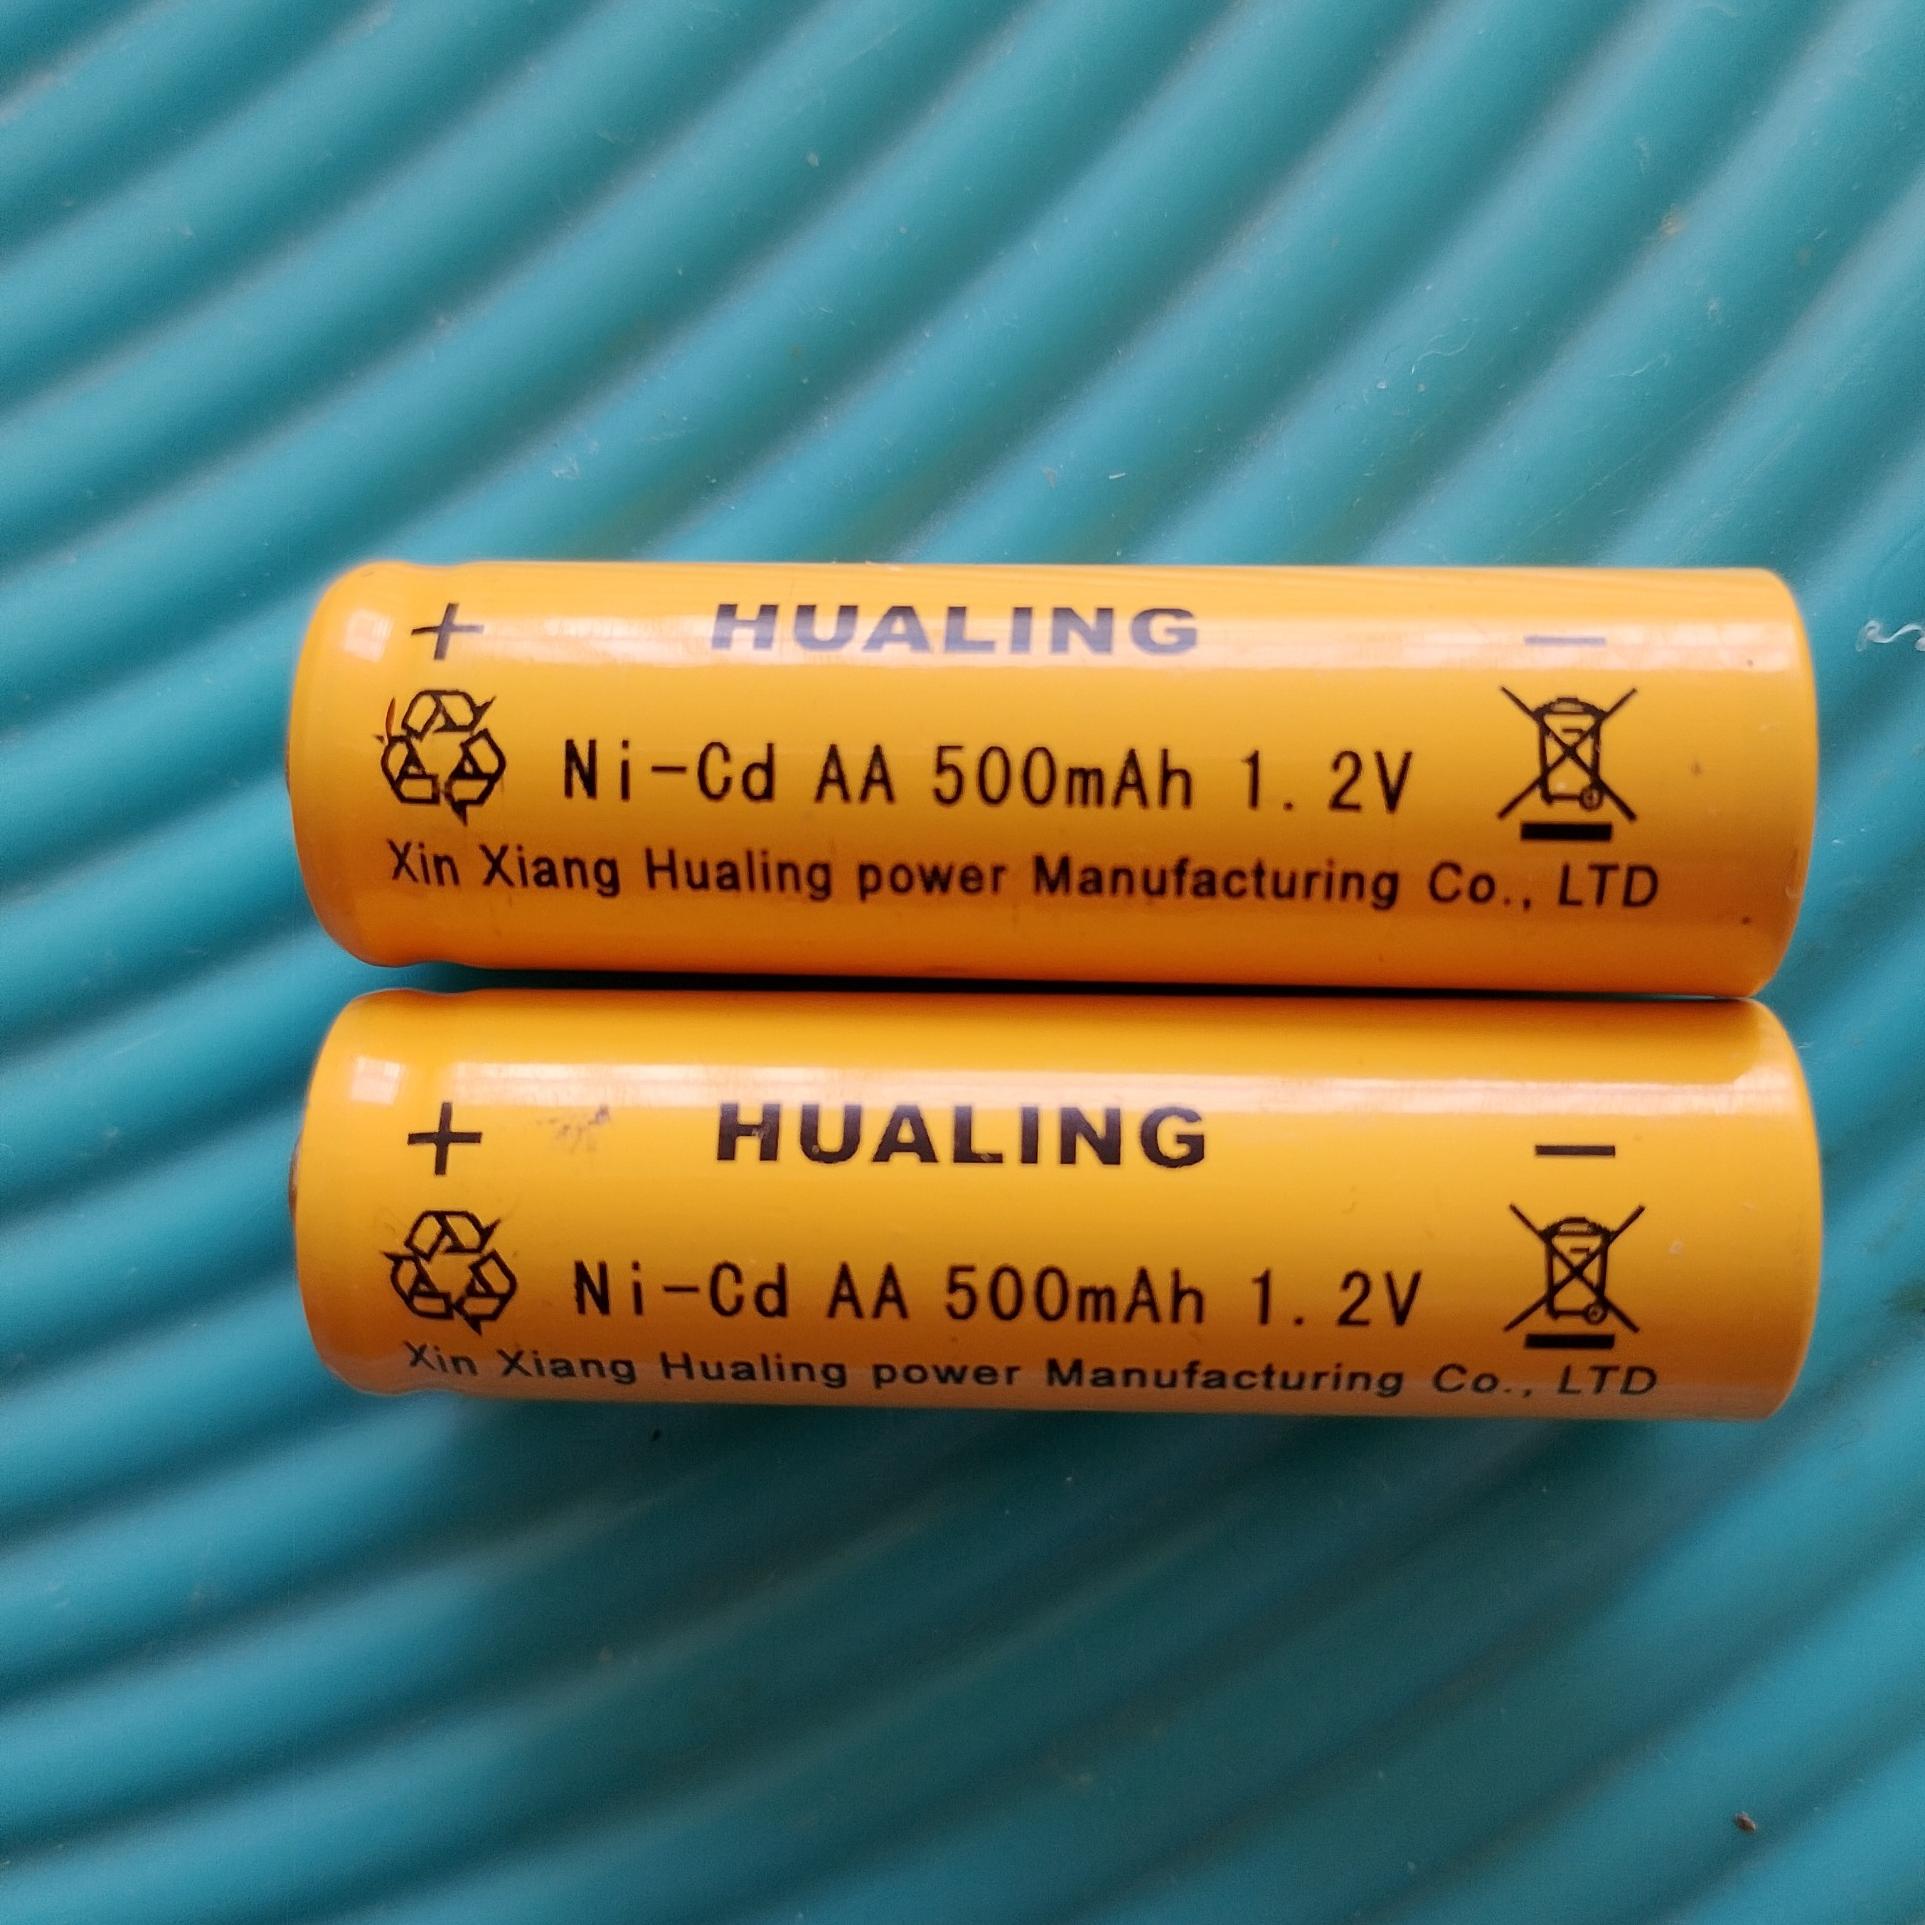 + HUALING -
Ni-Cd AA 500mAh 1.2V
Xin Xiang Hualing power Manufacturing Co., LTD
+ HUALING -
Ni-Cd AA 500mAh 1.2V
Xin Xiang Hualing power Manufacturing Co., LTD